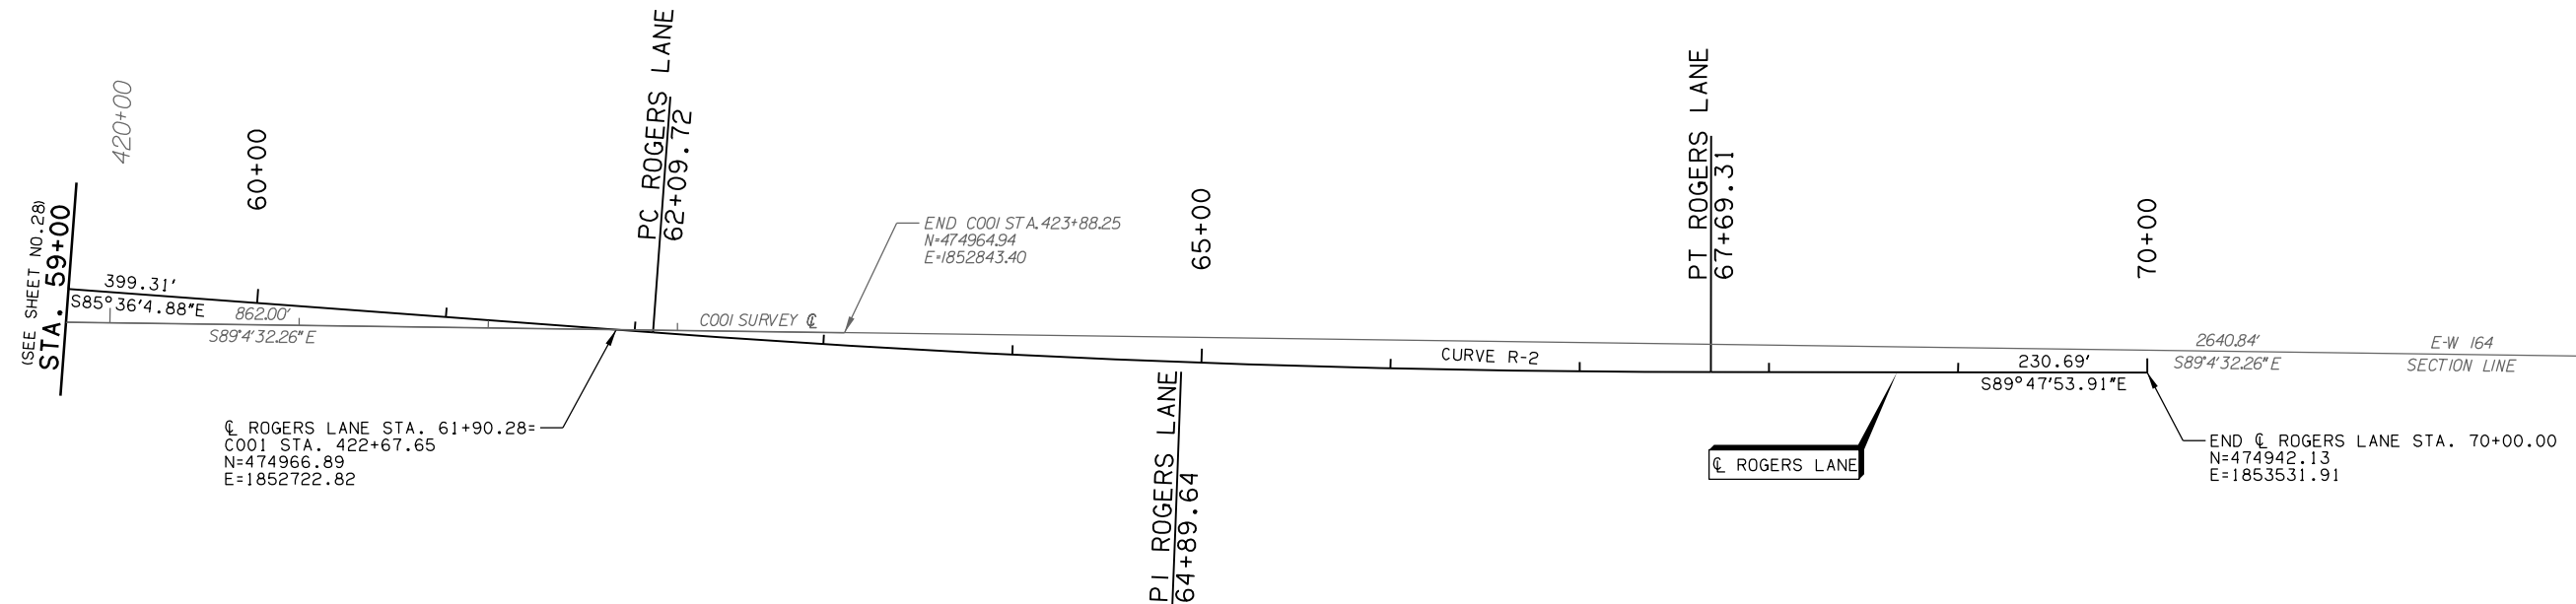 (SEE SHEET NO.28)
STA. 59+00
420+00
60+00
PC ROGERS LANE
62+09.72
END C001 STA. 423+88.25
N=474964.94
E=1852843.40
65+00
PT ROGERS LANE
67+69.31
70+00
399.31'
S85°36'4.88"E
862.00'
S89°4'32.26"E
C001 SURVEY ℄
CURVE R-2
230.69'
S89°47'53.91"E
2640.84'
S89°4'32.26"E
E-W 164
SECTION LINE
℄ ROGERS LANE STA. 61+90.28=
C001 STA. 422+67.65
N=474966.89
E=1852722.82
PI ROGERS LANE
64+89.64
℄ ROGERS LANE
END ℄ ROGERS LANE STA. 70+00.00
N=474942.13
E=1853531.91